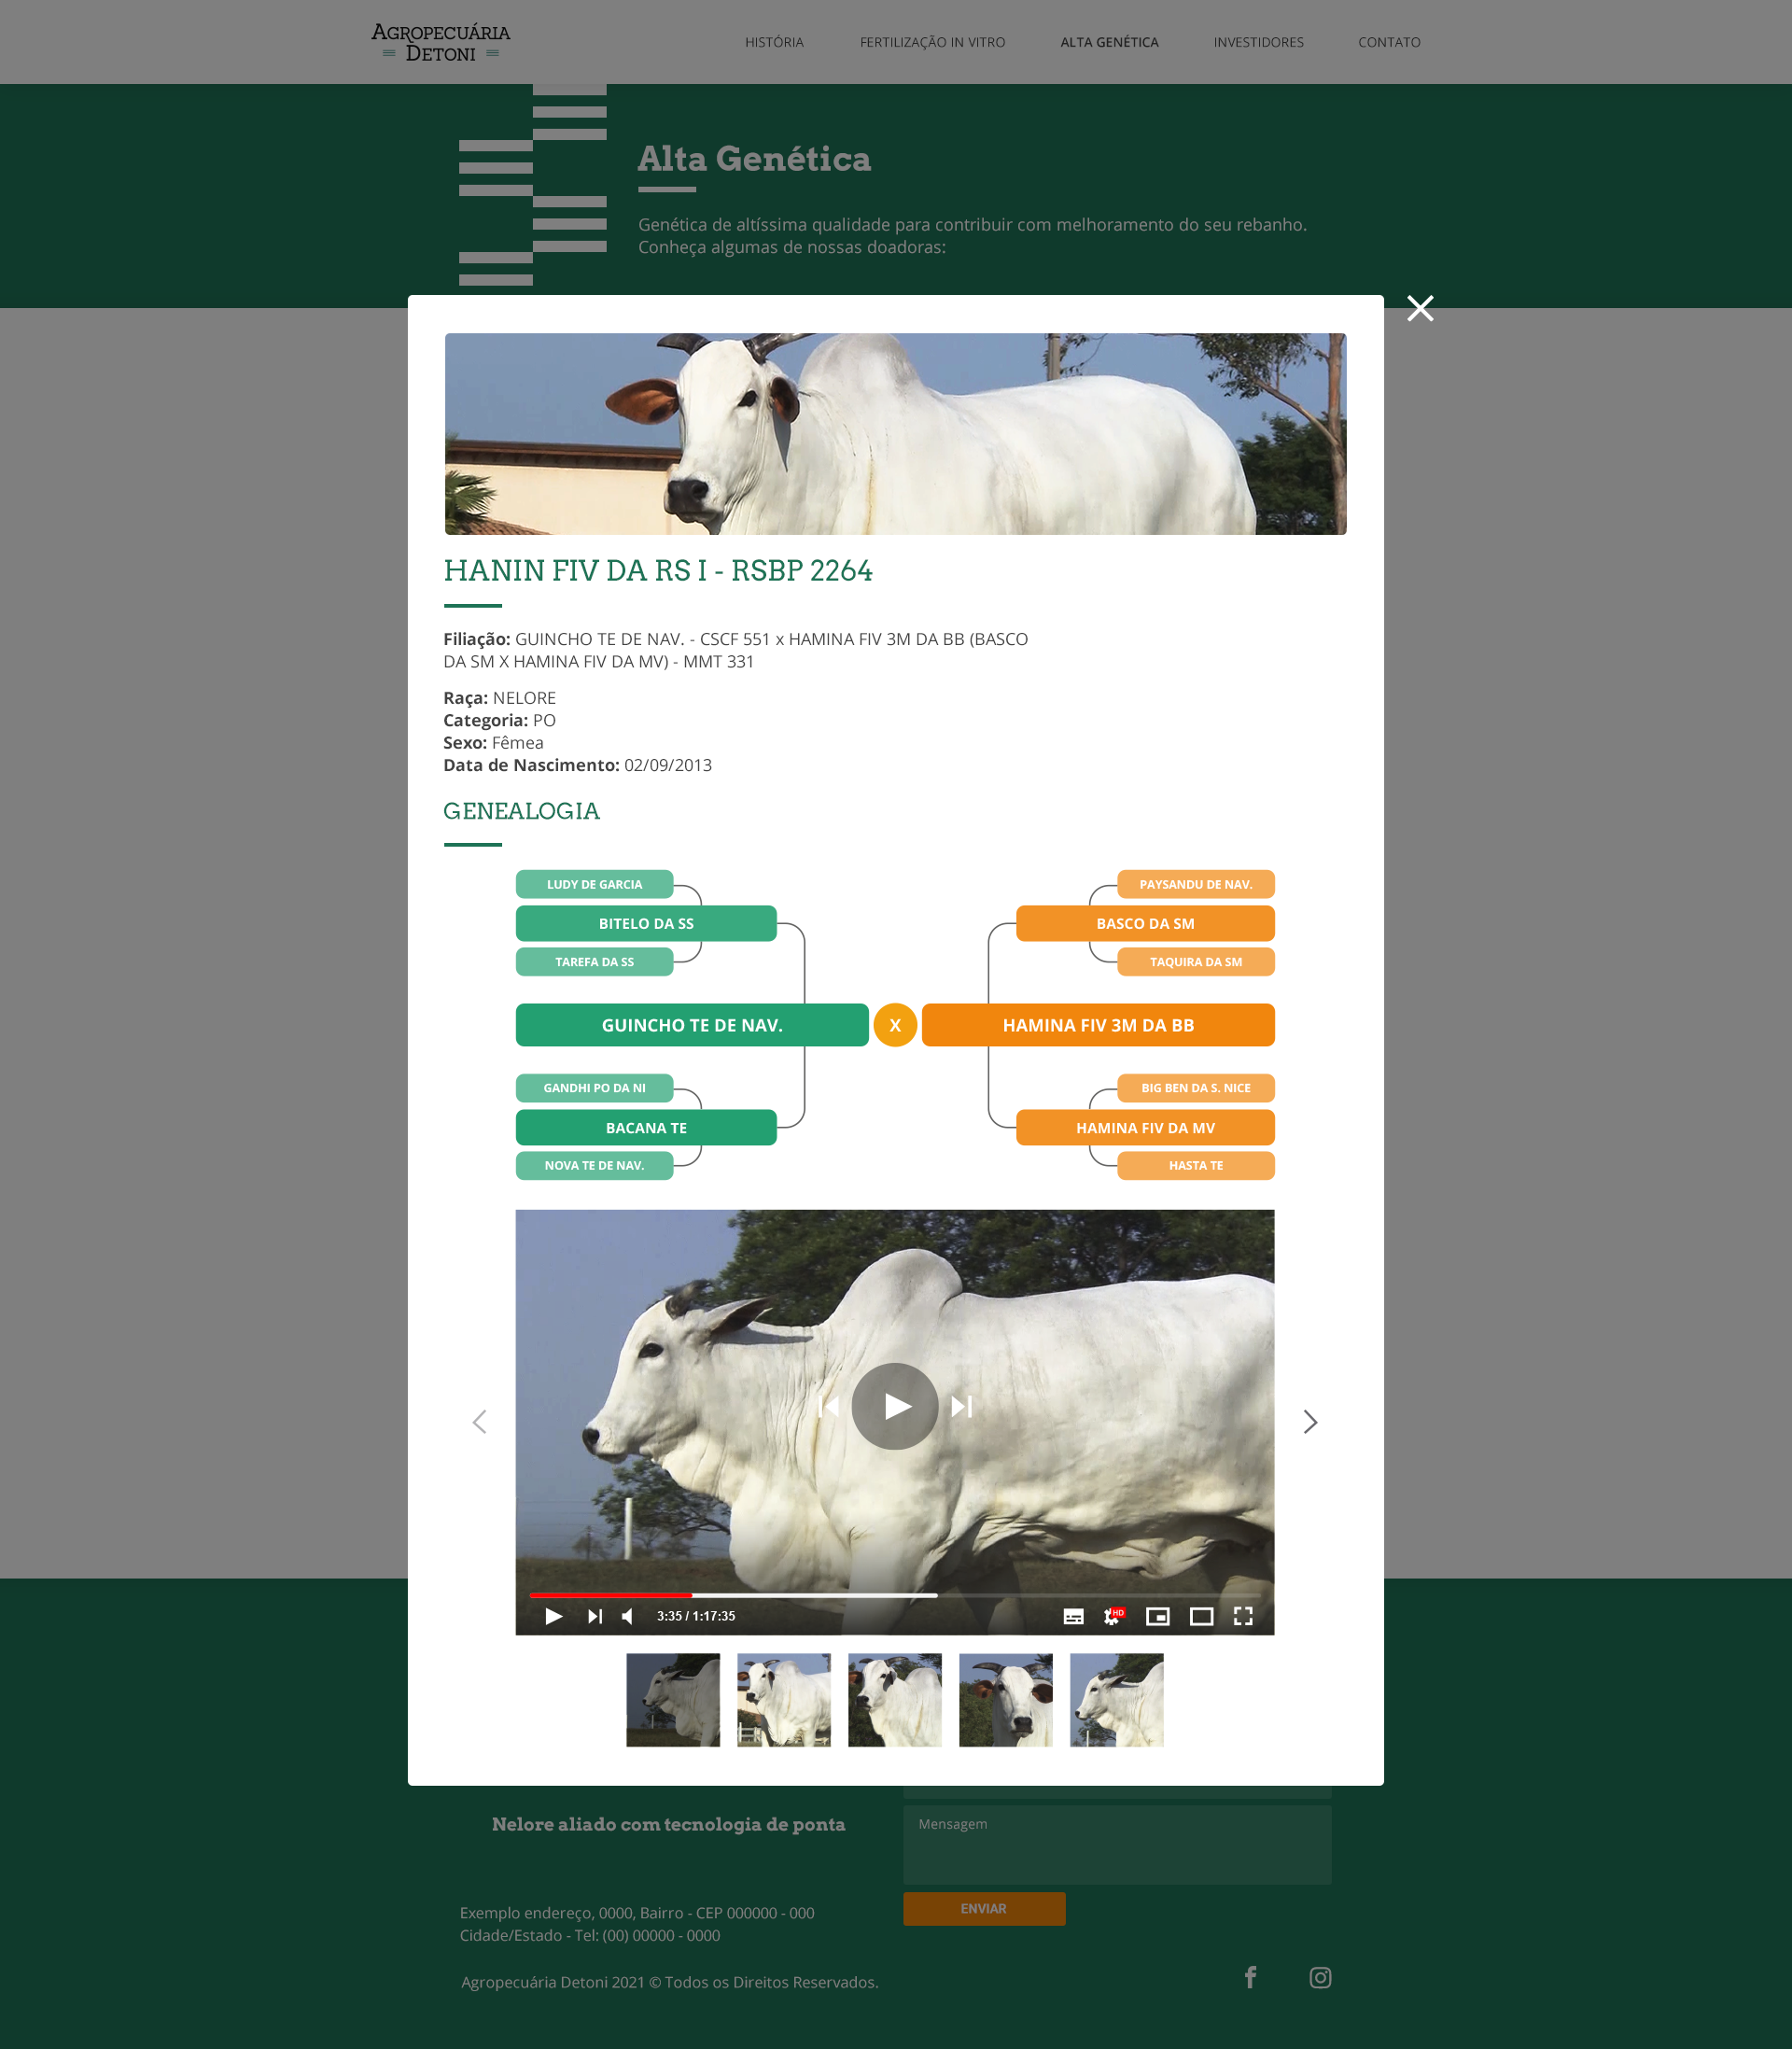 AGROPECUÁRIA
DETONI
HISTÓRIA
FERTILIZAÇÃO IN VITRO
ALTA GENÉTICA
INVESTIDORES
CONTATO
Alta Genética
Genética de altíssima qualidade para contribuir com melhoramento do seu rebanho.
Conheça algumas de nossas doadoras:
HANIN FIV DA RS I - RSBP 2264
Filiação: GUINCHO TE DE NAV. - CSCF 551 x HAMINA FIV 3M DA BB (BASCO
DA SM X HAMINA FIV DA MV) - MMT 331
Raça: NELORE
Categoria: PO
Sexo: Fêmea
Data de Nascimento: 02/09/2013
GENEALOGIA
LUDY DE GARCIA
BITELO DA SS
TAREFA DA SS
PAYSANDU DE NAV.
BASCO DA SM
TAQUIRA DA SM
GUINCHO TE DE NAV.
X
HAMINA FIV 3M DA BB
GANDHI PO DA NI
BACANA TE
NOVA TE DE NAV.
BIG BEN DA S. NICE
HAMINA FIV DA MV
HASTA TE
3:35 / 1:17:35
HD
Nelore aliado com tecnologia de ponta
Mensagem
ENVIAR
Exemplo endereço, 0000, Bairro - CEP 000000 - 000
Cidade/Estado - Tel: (00) 00000 - 0000
Agropecuária Detoni 2021 © Todos os Direitos Reservados.